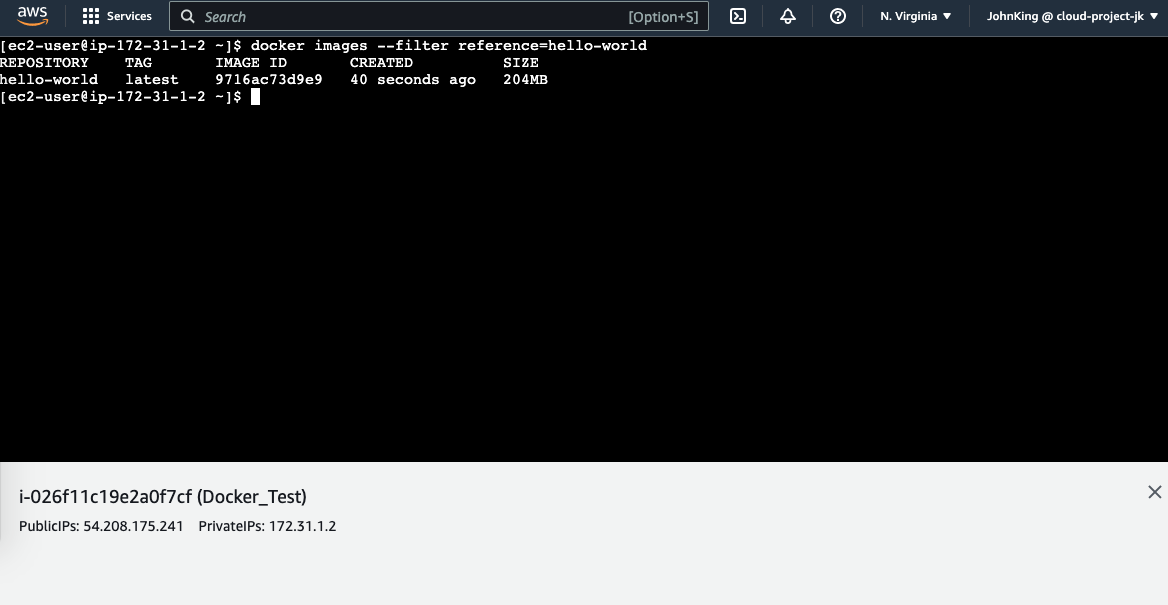 aws Services Search [Option+S] N. Virginia JohnKing @ cloud-project-jk
[ec2-user@ip-172-31-1-2 ~]$ docker images --filter reference=hello-world
REPOSITORY TAG IMAGE ID CREATED SIZE
hello-world latest 9716ac73d9e9 40 seconds ago 204MB
[ec2-user@ip-172-31-1-2 ~]$
i-026f11c19e2a0f7cf (Docker_Test)
PublicIPs: 54.208.175.241 PrivateIPs: 172.31.1.2